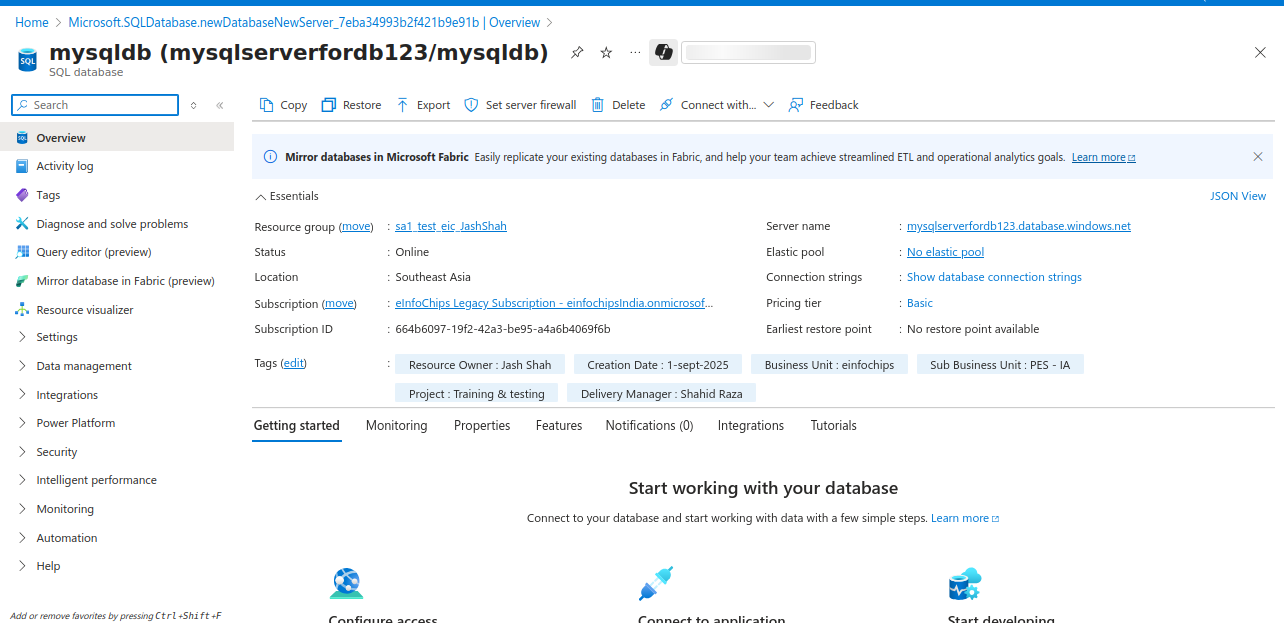 Home > Microsoft.SQLDatabase.newDatabaseNewServer_7eba34993b2f421b9e91b | Overview >
mysqldb (mysqlserverfordb123/mysqldb)
SQL database
Search
Overview
Activity log
Tags
Diagnose and solve problems
Query editor (preview)
Mirror database in Fabric (preview)
Resource visualizer
Settings
Data management
Integrations
Power Platform
Security
Intelligent performance
Monitoring
Automation
Help
Add or remove favorites by pressing Ctrl+Shift+F
Copy Restore Export Set server firewall Delete Connect with... Feedback
Mirror databases in Microsoft Fabric Easily replicate your existing databases in Fabric, and help your team achieve streamlined ETL and operational analytics goals. Learn more
Essentials JSON View
Resource group (move) : sa1_test_eic_JashShah
Status : Online
Location : Southeast Asia
Subscription (move) : eInfoChips Legacy Subscription - einfochipsIndia.onmicrosof...
Subscription ID : 664b6097-19f2-42a3-be95-a4a6b4069f6b
Server name : mysqlserverfordb123.database.windows.net
Elastic pool : No elastic pool
Connection strings : Show database connection strings
Pricing tier : Basic
Earliest restore point : No restore point available
Tags (edit) : Resource Owner : Jash Shah Creation Date : 1-sept-2025 Business Unit : einfochips Sub Business Unit : PES - IA
Project : Training & testing Delivery Manager : Shahid Raza
Getting started Monitoring Properties Features Notifications (0) Integrations Tutorials
Start working with your database
Connect to your database and start working with data with a few simple steps. Learn more
SQL
Configure access Connect to application Start developing